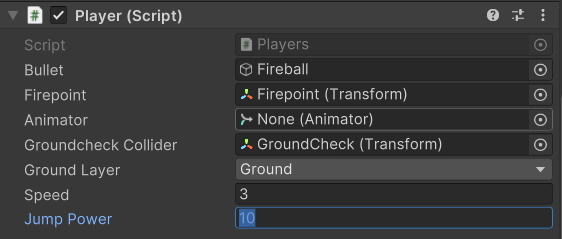 Player (Script)
Script Players
Bullet Fireball
Firepoint Firepoint (Transform)
Animator None (Animator)
Groundcheck Collider GroundCheck (Transform)
Ground Layer Ground
Speed 3
Jump Power 10